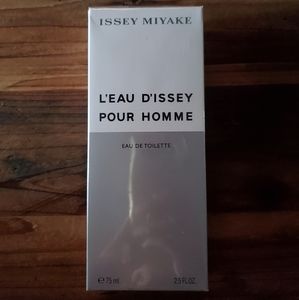 ISSEY MIYAKE
L'EAU D'ISSEY
POUR HOMME
EAU DE TOILETTE
℮ 75 ml 2.5 FL.OZ.